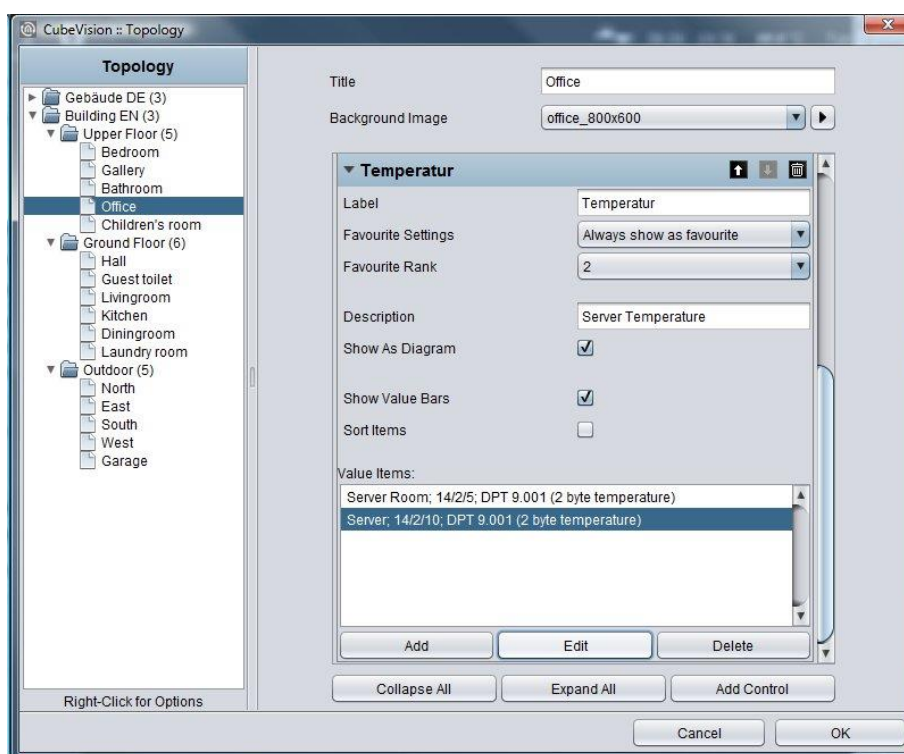 CubeVision :: Topology
Topology
Gebäude DE (3)
Building EN (3)
Upper Floor (5)
Bedroom
Gallery
Bathroom
Office
Children's room
Ground Floor (6)
Hall
Guest toilet
Livingroom
Kitchen
Diningroom
Laundry room
Outdoor (5)
North
East
South
West
Garage
Right-Click for Options
Title Office
Background Image office_800x600
Temperatur
Label Temperatur
Favourite Settings Always show as favourite
Favourite Rank 2
Description Server Temperature
Show As Diagram
Show Value Bars
Sort Items
Value Items:
Server Room; 14/2/5; DPT 9.001 (2 byte temperature)
Server; 14/2/10; DPT 9.001 (2 byte temperature)
Add Edit Delete
Collapse All Expand All Add Control
Cancel OK